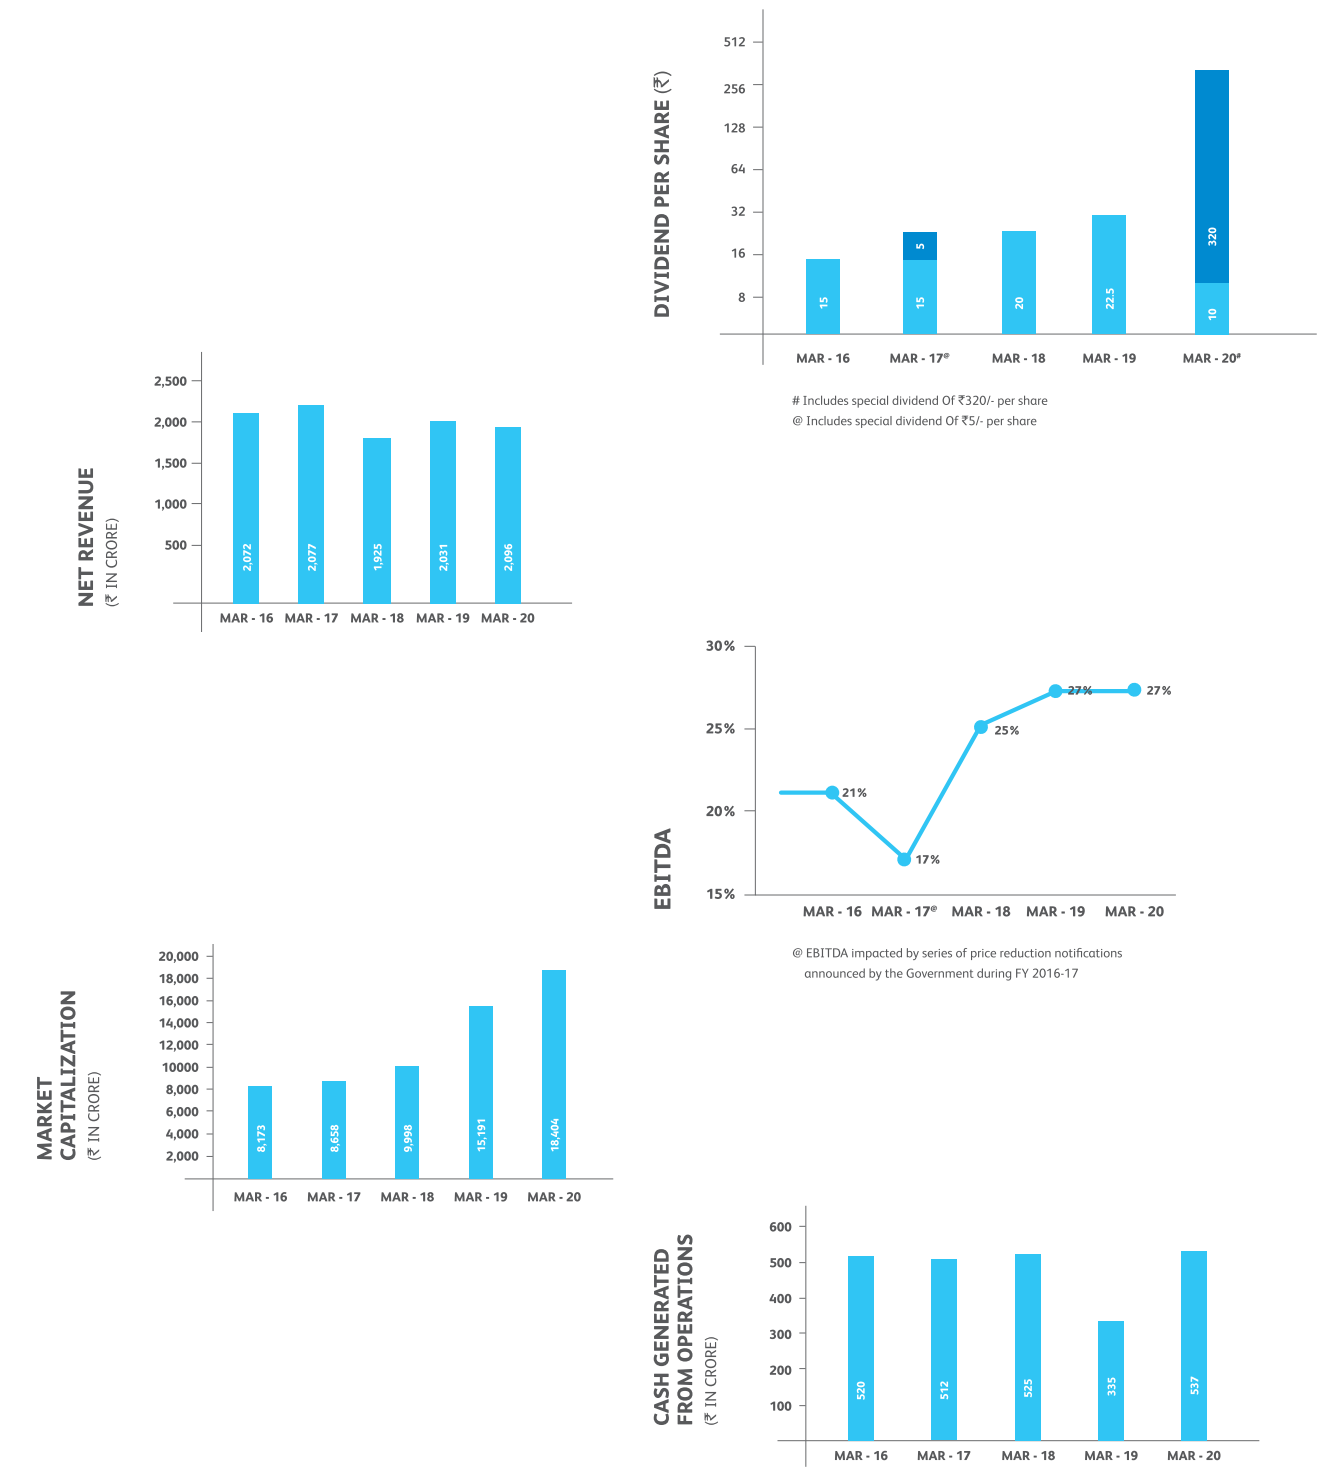 DIVIDEND PER SHARE (₹)
512
256
128
64
32
16
8
15
15
5
20
22.5
10
320
MAR - 16
MAR - 17@
MAR - 18
MAR - 19
MAR - 20#
# Includes special dividend Of ₹320/- per share
@ Includes special dividend Of ₹5/- per share
NET REVENUE
(₹ IN CRORE)
2,500
2,000
1,500
1,000
500
2,072
2,077
1,925
2,031
2,096
MAR - 16
MAR - 17
MAR - 18
MAR - 19
MAR - 20
EBITDA
30%
25%
20%
15%
21%
17%
25%
27%
27%
MAR - 16
MAR - 17@
MAR - 18
MAR - 19
MAR - 20
@ EBITDA impacted by series of price reduction notifications
announced by the Government during FY 2016-17
MARKET
CAPITALIZATION
(₹ IN CRORE)
20,000
18,000
16,000
14,000
12,000
10000
8,000
6,000
4,000
2,000
8,173
8,658
9,998
15,191
18,404
MAR - 16
MAR - 17
MAR - 18
MAR - 19
MAR - 20
CASH GENERATED
FROM OPERATIONS
(₹ IN CRORE)
600
500
400
300
200
100
520
512
525
335
537
MAR - 16
MAR - 17
MAR - 18
MAR - 19
MAR - 20